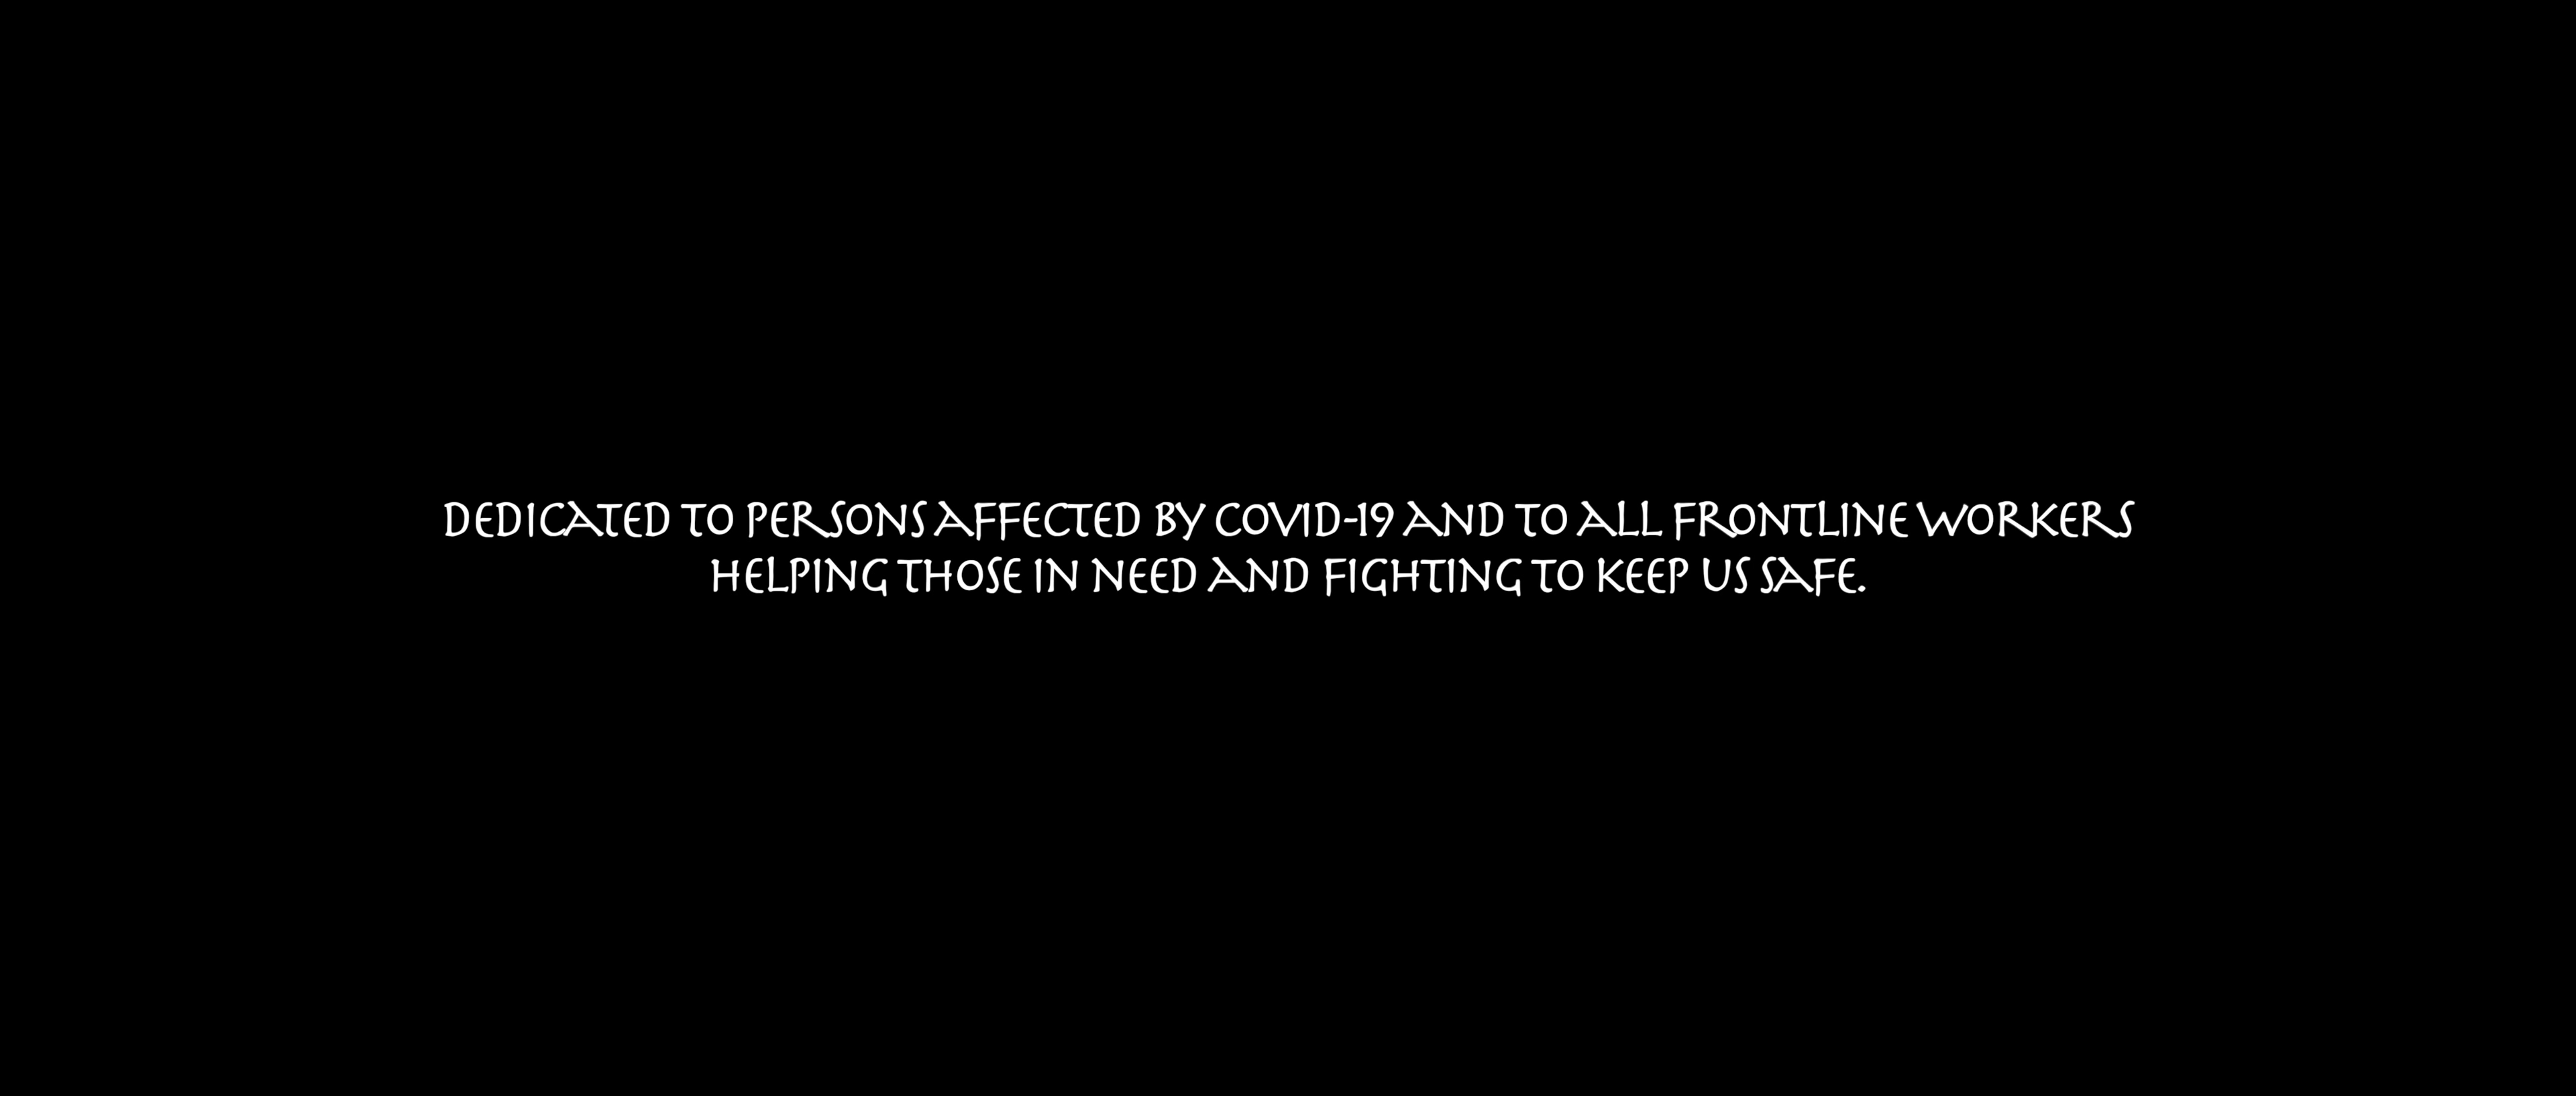 DEDICATED TO PERSONS AFFECTED BY COVID-19 AND TO ALL FRONTLINE WORKERS
HELPING THOSE IN NEED AND FIGHTING TO KEEP US SAFE.